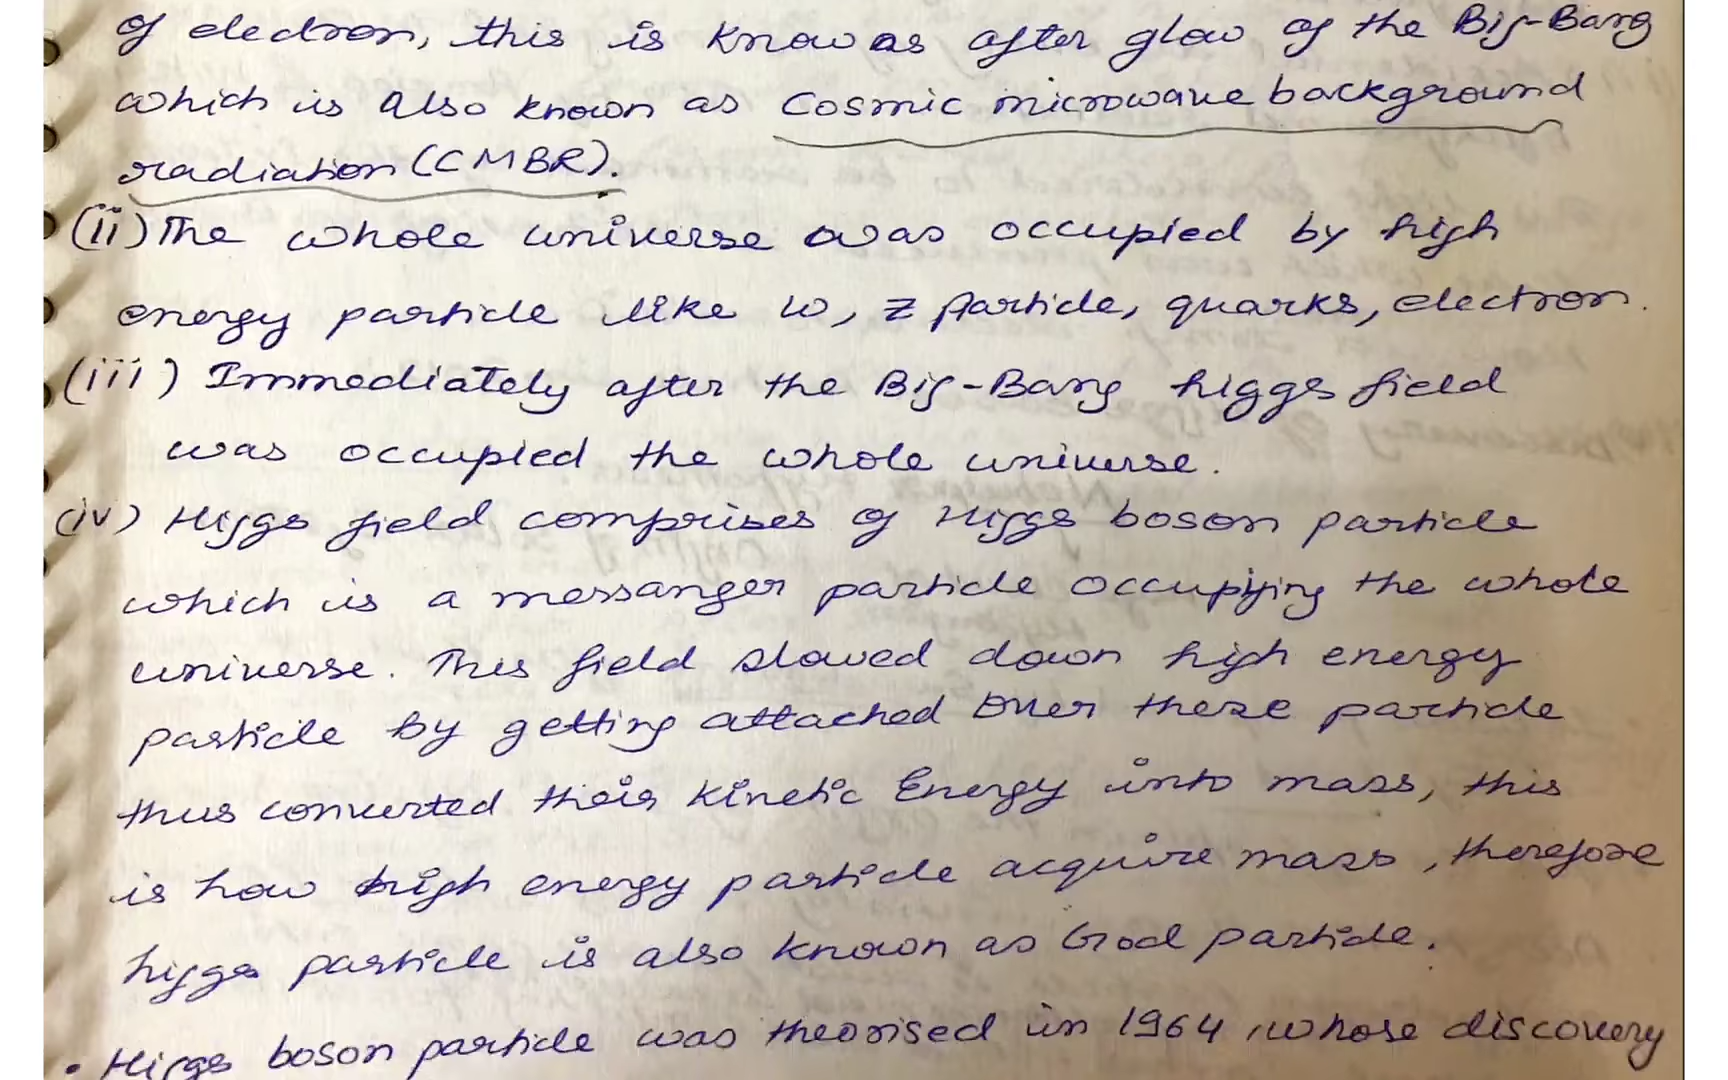 of electron, this is know as after glow of the Big-Bang
which is also known as Cosmic microwave background
radiation (CMBR).
(ii) The whole universe was occupied by high
energy particle like w, z particle, quarks, electron.
(iii) Immediately after the Big-Bang higgs field
was occupied the whole universe.
(iv) Higgs field comprises of Higgs boson particle
which is a messanger particle occupying the whole
universe. This field slowed down high energy
particle by getting attached over these particle
thus converted their kinetic Energy into mass, this
is how high energy particle acquire mass, therefore
higgs particle is also known as God particle.
• Higgs boson particle was theorised in 1964, whose discovery